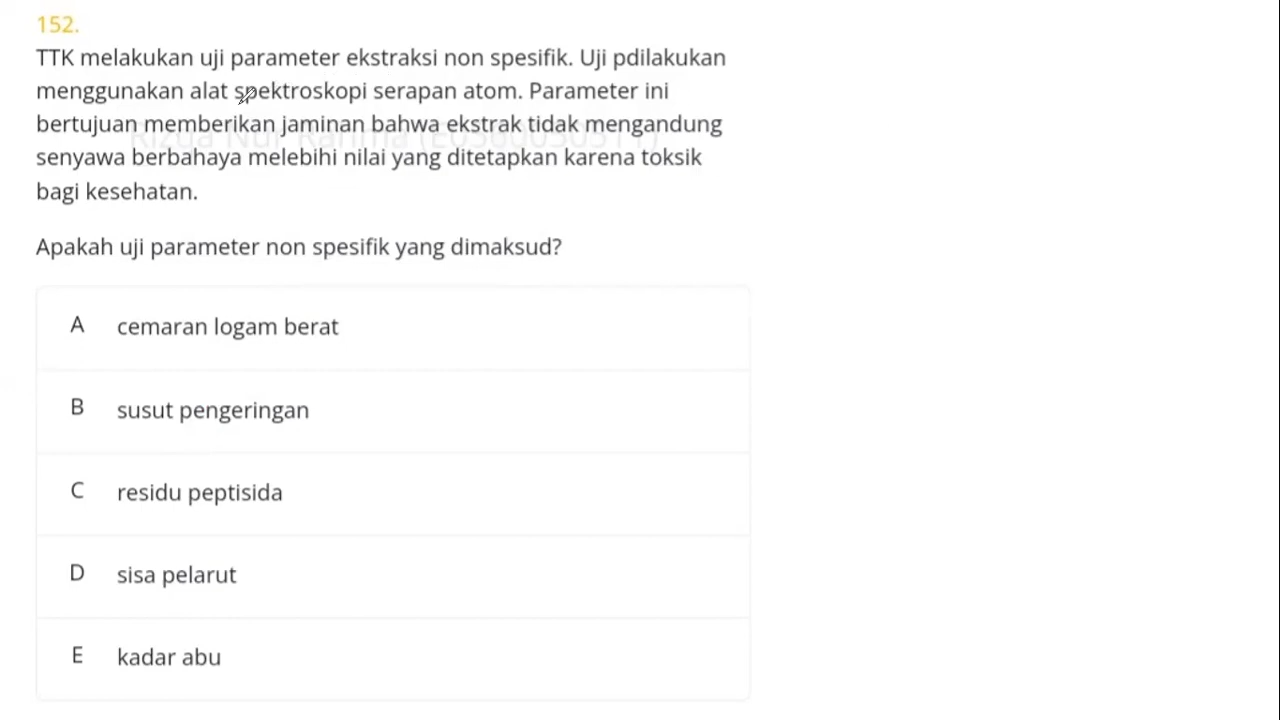 152.
TTK melakukan uji parameter ekstraksi non spesifik. Uji pdilakukan
menggunakan alat spektroskopi serapan atom. Parameter ini
bertujuan memberikan jaminan bahwa ekstrak tidak mengandung
senyawa berbahaya melebihi nilai yang ditetapkan karena toksik
bagi kesehatan.
Apakah uji parameter non spesifik yang dimaksud?
A cemaran logam berat
B susut pengeringan
C residu peptisida
D sisa pelarut
E kadar abu